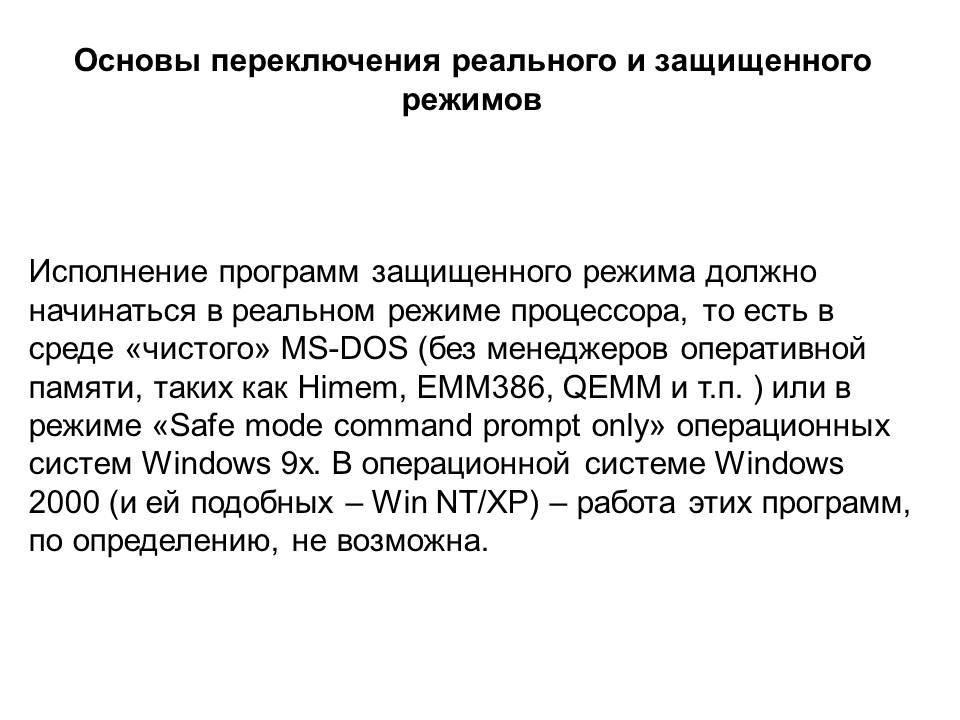 Основы переключения реального и защищенного
режимов
Исполнение программ защищенного режима должно
начинаться в реальном режиме процессора, то есть в
среде «чистого» MS-DOS (без менеджеров оперативной
памяти, таких как Himem, EMM386, QEMM и т.п. ) или в
режиме «Safe mode command prompt only» операционных
систем Windows 9x. В операционной системе Windows
2000 (и ей подобных – Win NT/XP) – работа этих программ,
по определению, не возможна.